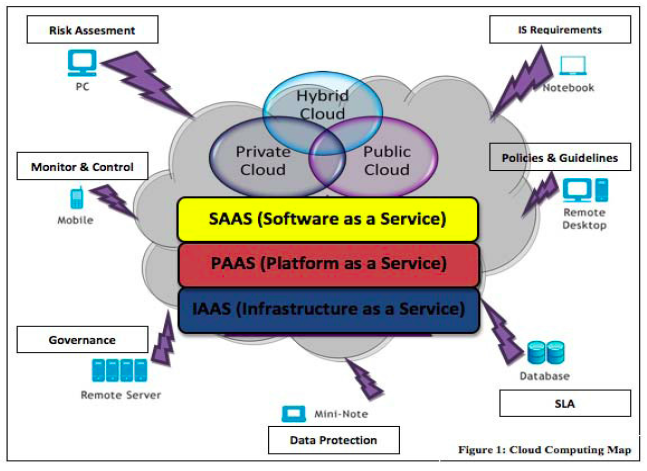 Risk Assesment
PC
IS Requirements
Notebook
Hybrid
Cloud
Private
Cloud
Public
Cloud
Monitor & Control
Mobile
Policies & Guidelines
Remote
Desktop
SAAS (Software as a Service)
PAAS (Platform as a Service)
IAAS (Infrastructure as a Service)
Governance
Remote Server
Database
SLA
Mini-Note
Data Protection
Figure 1: Cloud Computing Map